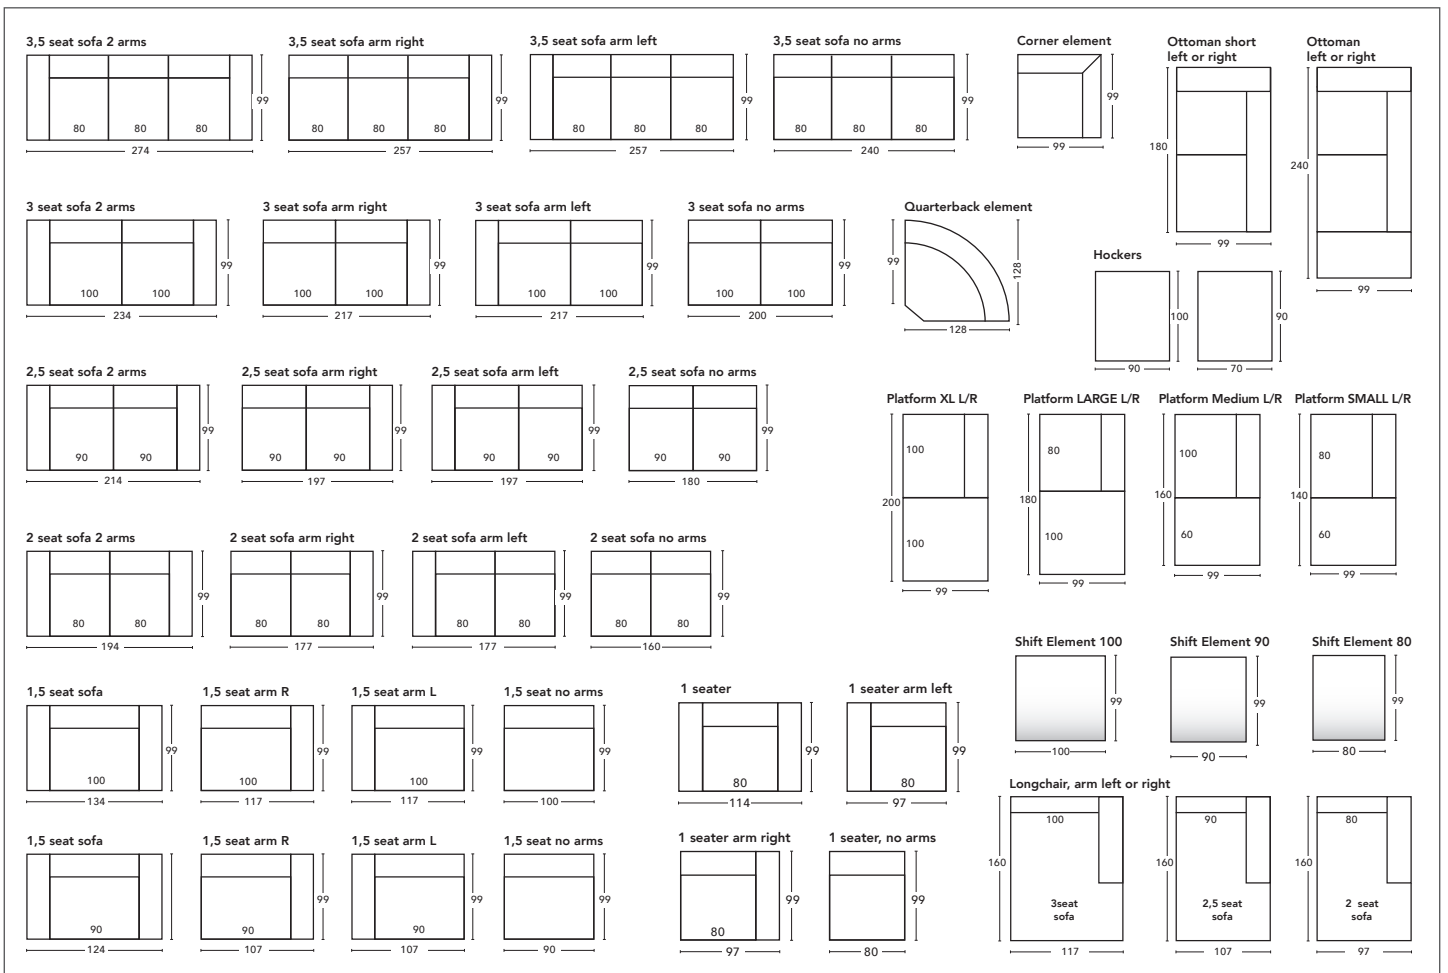 3,5 seat sofa 2 arms
80 80 80
99
274
3,5 seat sofa arm right
80 80 80
99
257
3,5 seat sofa arm left
80 80 80
99
257
3,5 seat sofa no arms
80 80 80
99
240
Corner element
99
99
Ottoman short
left or right
180
99
Ottoman
left or right
240
99
3 seat sofa 2 arms
100 100
99
234
3 seat sofa arm right
100 100
99
217
3 seat sofa arm left
100 100
99
217
3 seat sofa no arms
100 100
99
200
Quarterback element
99
128
128
Hockers
100
90
90
70
2,5 seat sofa 2 arms
90 90
99
214
2,5 seat sofa arm right
90 90
99
197
2,5 seat sofa arm left
90 90
99
197
2,5 seat sofa no arms
90 90
99
180
Platform XL L/R
100
200
100
99
Platform LARGE L/R
80
180
100
99
Platform Medium L/R
100
160
60
99
Platform SMALL L/R
80
140
60
99
2 seat sofa 2 arms
80 80
99
194
2 seat sofa arm right
80 80
99
177
2 seat sofa arm left
80 80
99
177
2 seat sofa no arms
80 80
99
160
Shift Element 100
99
100
Shift Element 90
99
90
Shift Element 80
99
80
1,5 seat sofa
100
99
134
1,5 seat arm R
100
99
117
1,5 seat arm L
100
99
117
1,5 seat no arms
99
100
1 seater
80
99
114
1 seater arm left
80
99
97
Longchair, arm left or right
100
160
3seat
sofa
117
90
160
2,5 seat
sofa
107
80
160
2 seat
sofa
97
1,5 seat sofa
90
99
124
1,5 seat arm R
90
99
107
1,5 seat arm L
90
99
107
1,5 seat no arms
99
90
1 seater arm right
80
99
97
1 seater, no arms
99
80